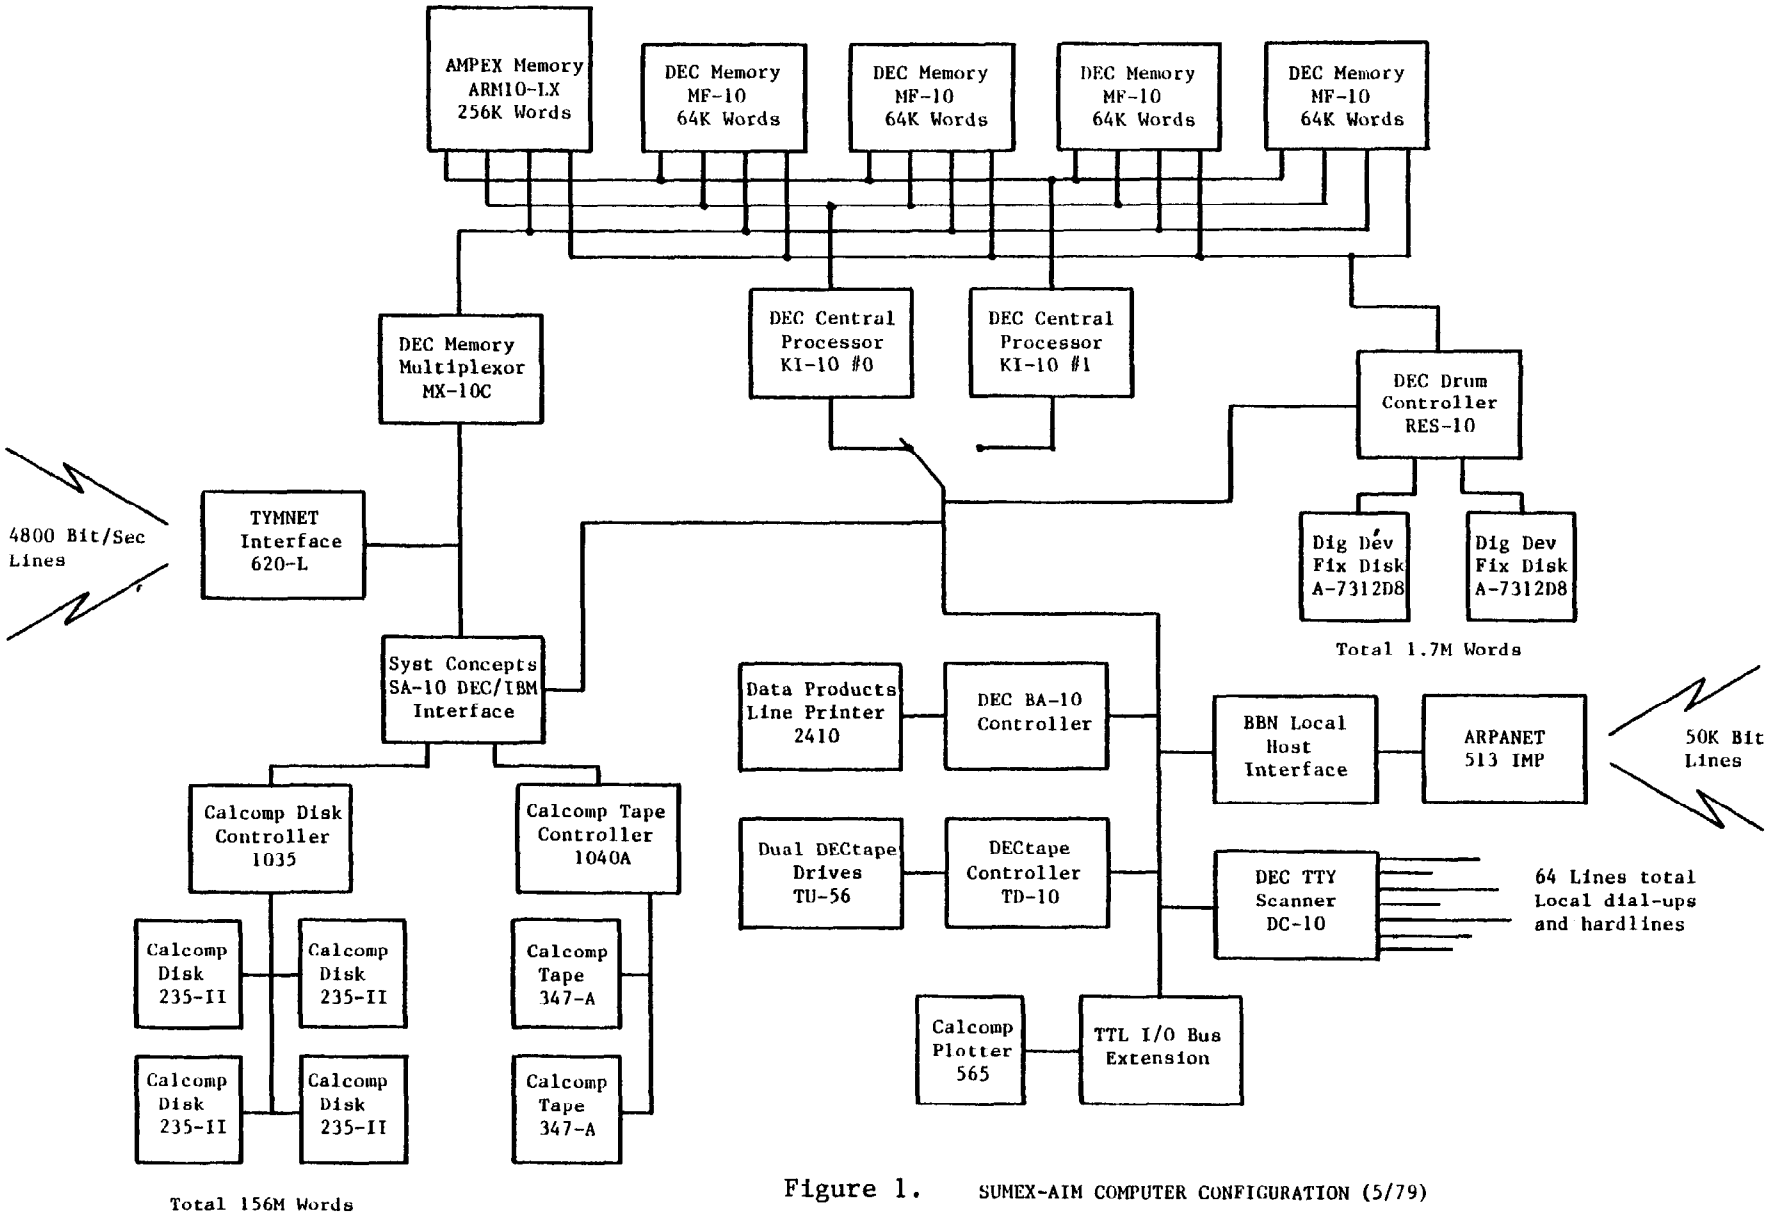 AMPEX Memory
ARM10-LX
256K Words
DEC Memory
MF-10
64K Words
DEC Memory
MF-10
64K Words
DEC Memory
MF-10
64K Words
DEC Memory
MF-10
64K Words
DEC Central
Processor
KI-10 #0
DEC Central
Processor
KI-10 #1
DEC Memory
Multiplexor
MX-10C
DEC Drum
Controller
RES-10
4800 Bit/Sec
Lines
TYMNET
Interface
620-L
Dig Dev
Fix Disk
A-7312D8
Dig Dev
Fix Disk
A-7312D8
Total 1.7M Words
Syst Concepts
SA-10 DEC/IBM
Interface
Data Products
Line Printer
2410
DEC BA-10
Controller
BBN Local
Host
Interface
ARPANET
513 IMP
50K Bit
Lines
Calcomp Disk
Controller
1035
Calcomp Tape
Controller
1040A
Dual DECtape
Drives
TU-56
DECtape
Controller
TD-10
DEC TTY
Scanner
DC-10
64 Lines total
Local dial-ups
and hardlines
Calcomp
Disk
235-II
Calcomp
Disk
235-II
Calcomp
Tape
347-A
Calcomp
Plotter
565
TTL I/O Bus
Extension
Calcomp
Disk
235-II
Calcomp
Disk
235-II
Calcomp
Tape
347-A
Total 156M Words
Figure 1. SUMEX-AIM COMPUTER CONFIGURATION (5/79)